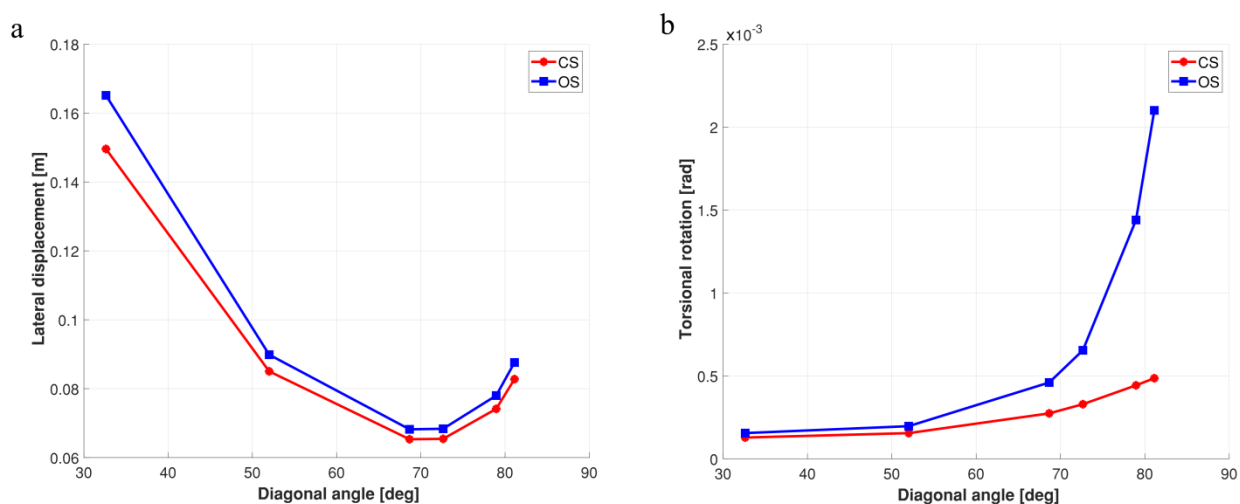 a
0.18
0.16
0.14
0.12
0.1
0.08
0.06
30 40 50 60 70 80 90
Lateral displacement [m]
Diagonal angle [deg]
CS
OS
b
×10⁻³
2.5
2
1.5
1
0.5
0
30 40 50 60 70 80 90
Torsional rotation [rad]
Diagonal angle [deg]
CS
OS